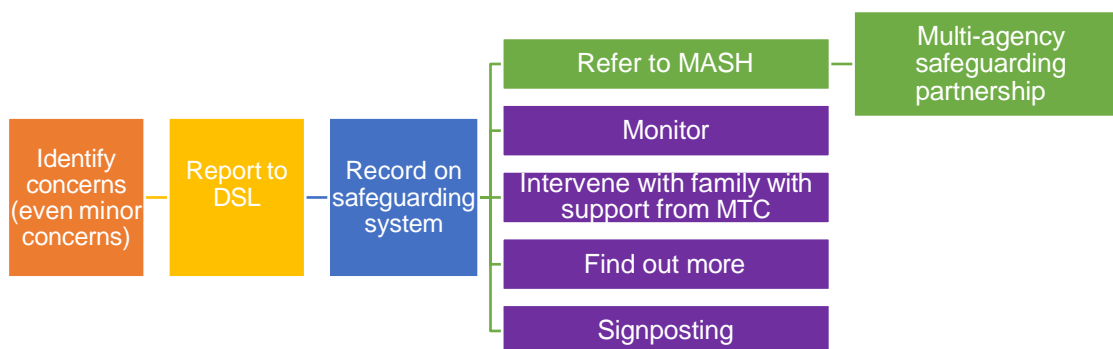 Identify
concerns
(even minor
concerns)
Report to
DSL
Record on
safeguarding
system
Refer to MASH
Monitor
Intervene with family with
support from MTC
Find out more
Signposting
Multi-agency
safeguarding
partnership